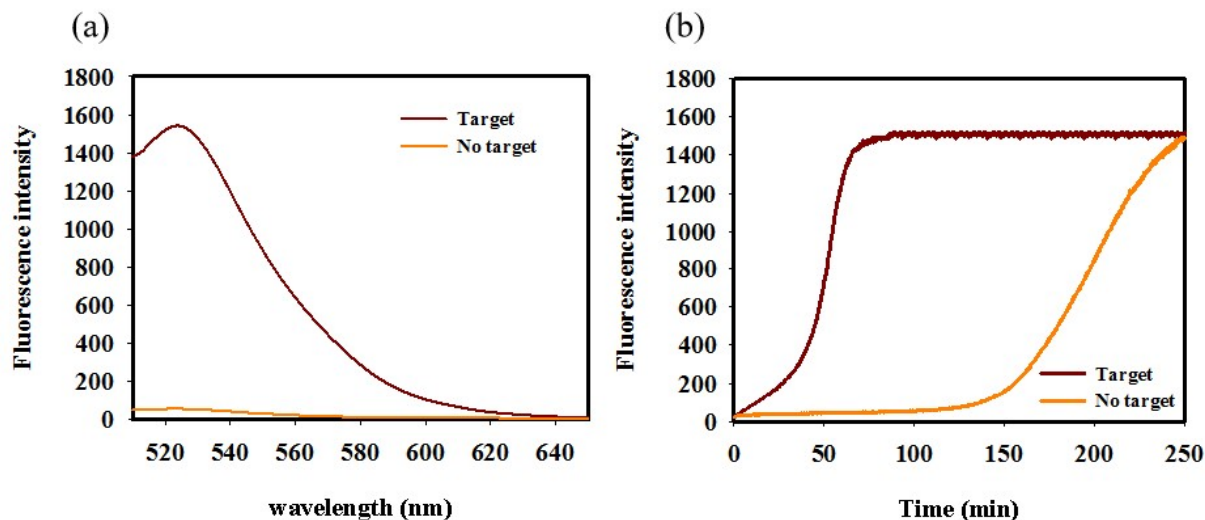 (a)
1800
1600
1400
1200
1000
800
600
400
200
0
Fluorescence intensity
Target
No target
520 540 560 580 600 620 640
wavelength (nm)
(b)
1800
1600
1400
1200
1000
800
600
400
200
0
Fluorescence intensity
Target
No target
0 50 100 150 200 250
Time (min)